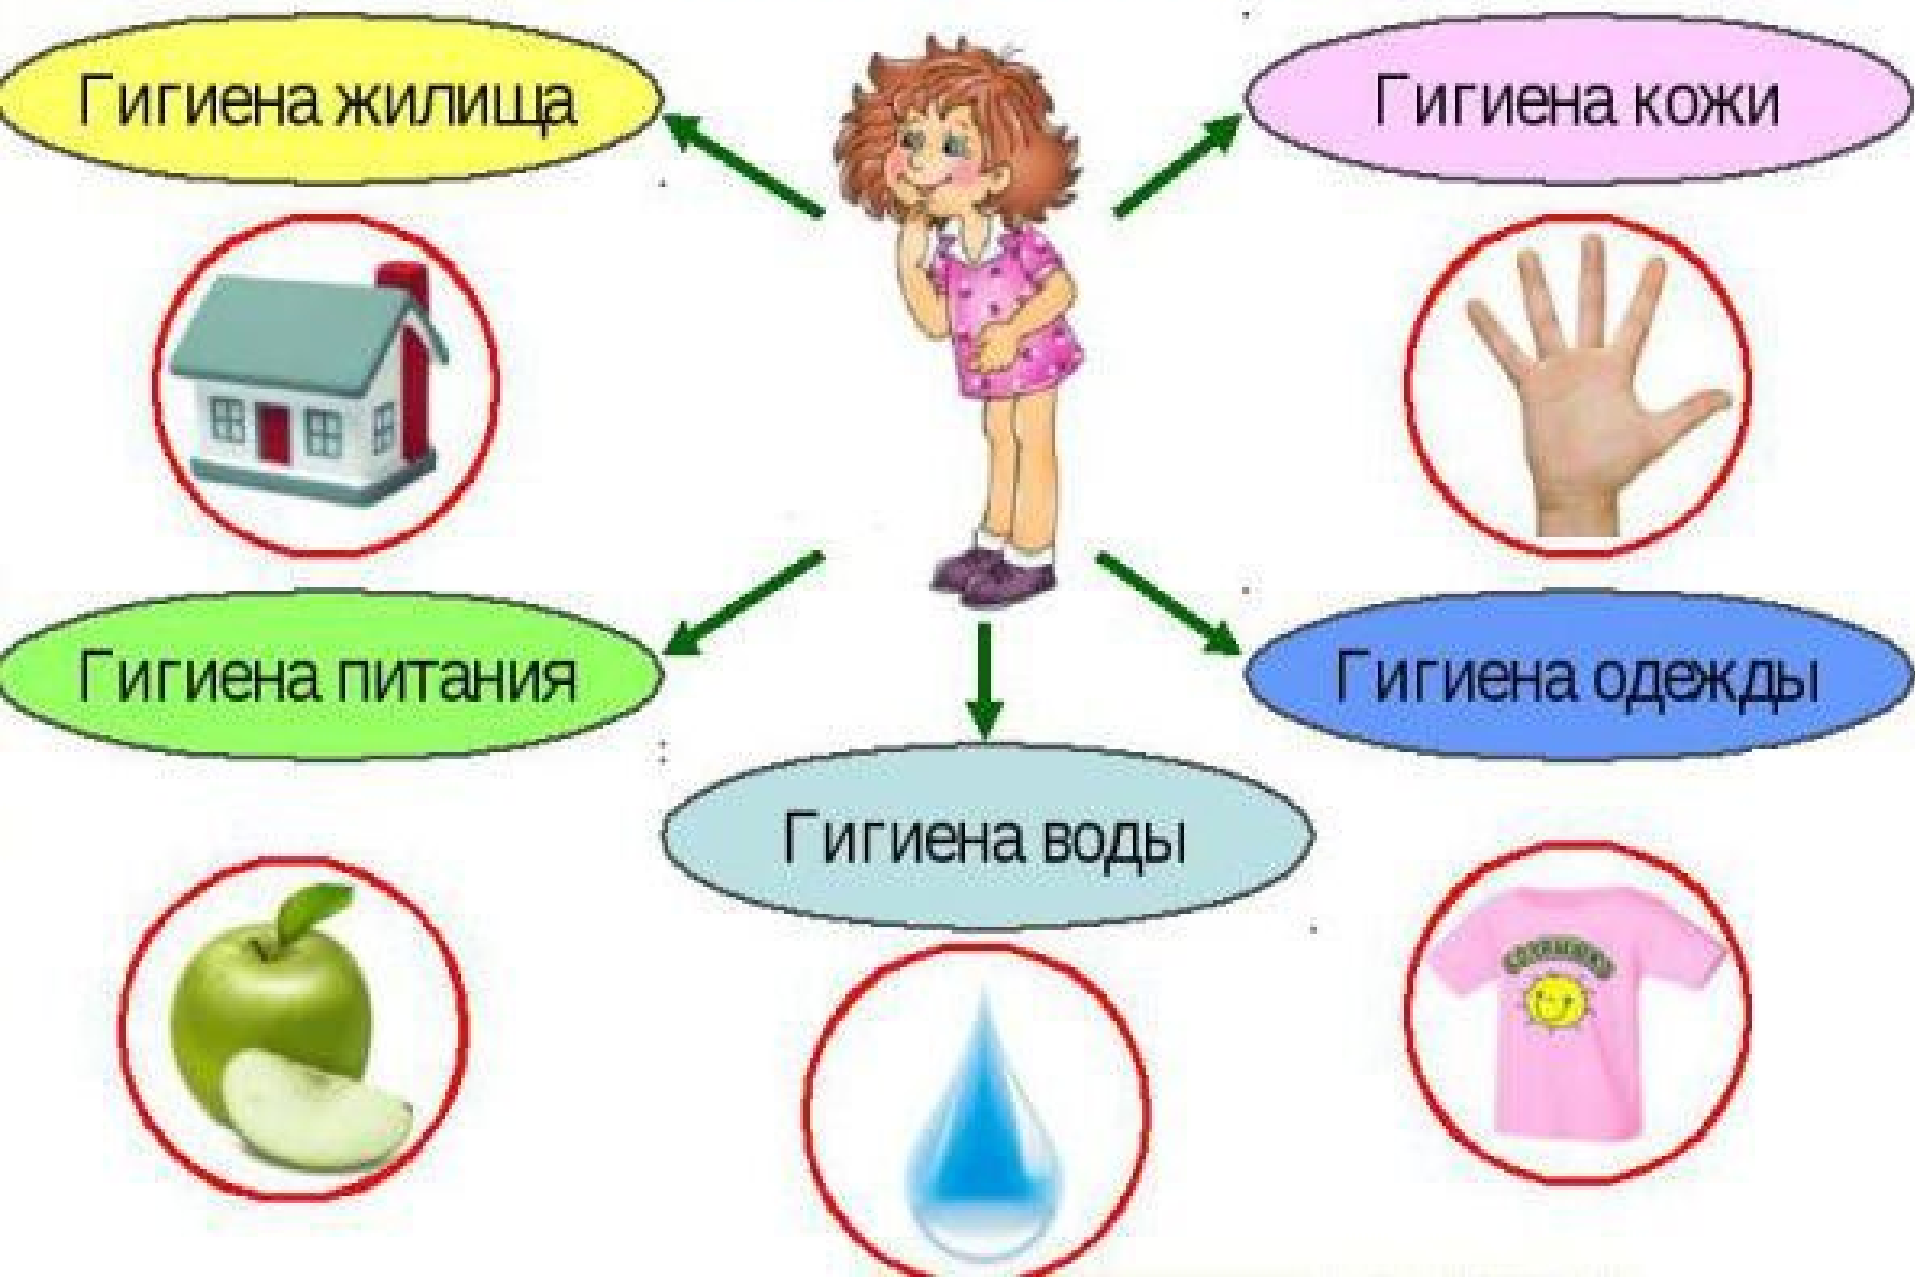 Гигиена жилища
Гигиена кожи
Гигиена питания
Гигиена одежды
Гигиена воды